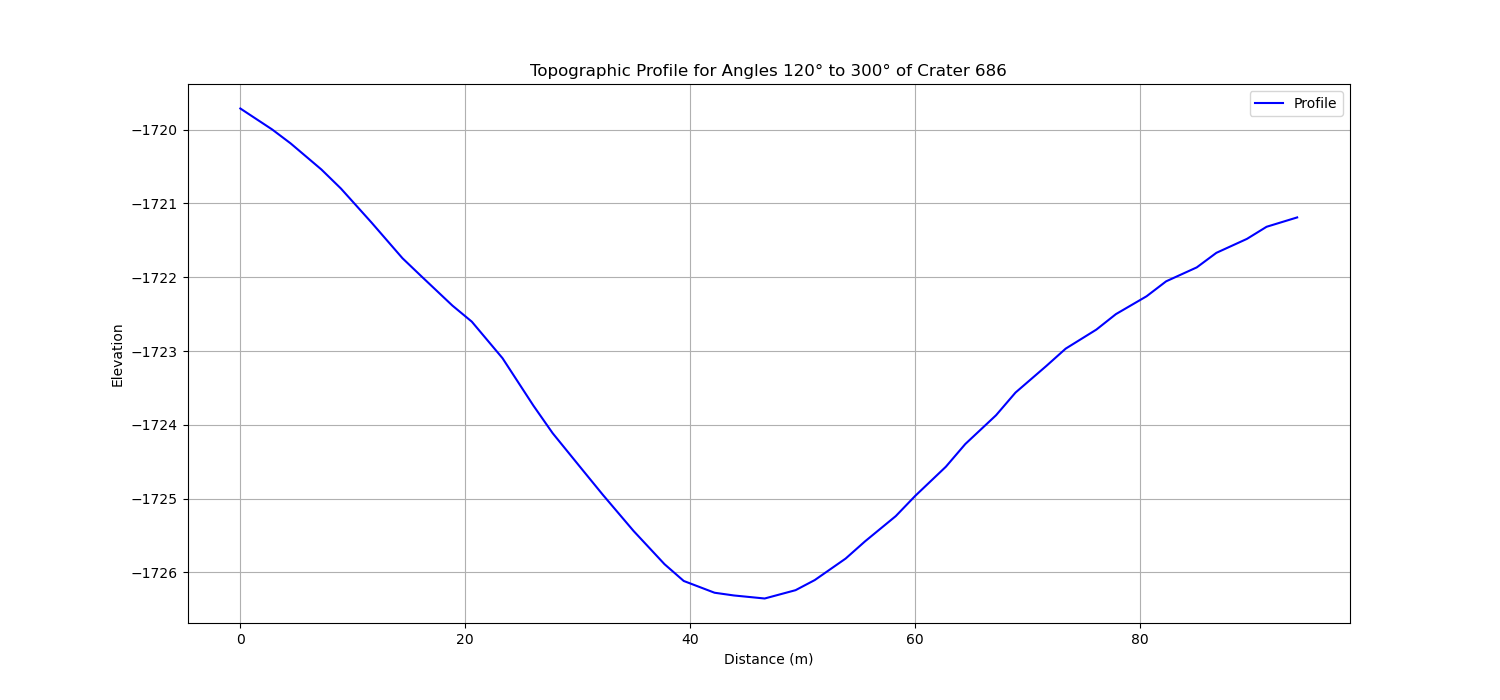 Topographic Profile for Angles 120° to 300° of Crater 686
Profile
−1720
−1721
−1722
−1723
−1724
−1725
−1726
Elevation
0 20 40 60 80
Distance (m)